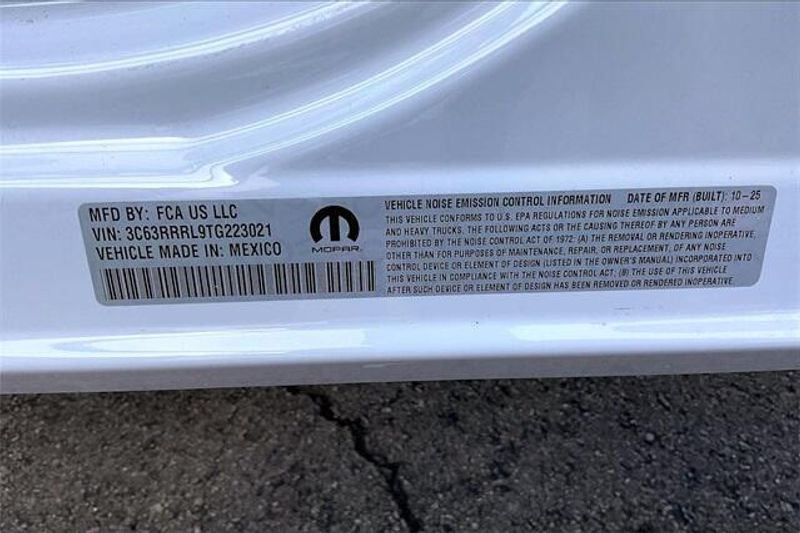 MFD BY: FCA US LLC
VIN: 3C63RRRL9TG223021
VEHICLE MADE IN: MEXICO
MOPAR
VEHICLE NOISE EMISSION CONTROL INFORMATION DATE OF MFR (BUILT): 10-25
THIS VEHICLE CONFORMS TO U.S. EPA REGULATIONS FOR NOISE EMISSION APPLICABLE TO MEDIUM
AND HEAVY TRUCKS. THE FOLLOWING ACTS OR THE CAUSING THEREOF BY ANY PERSON ARE
PROHIBITED BY THE NOISE CONTROL ACT OF 1972: (A) THE REMOVAL OR RENDERING INOPERATIVE,
OTHER THAN FOR PURPOSES OF MAINTENANCE, REPAIR, OR REPLACEMENT, OF ANY NOISE
CONTROL DEVICE OR ELEMENT OF DESIGN (LISTED IN THE OWNER'S MANUAL) INCORPORATED INTO
THIS VEHICLE IN COMPLIANCE WITH THE NOISE CONTROL ACT; (B) THE USE OF THIS VEHICLE
AFTER SUCH DEVICE OR ELEMENT OF DESIGN HAS BEEN REMOVED OR RENDERED INOPERATIVE.